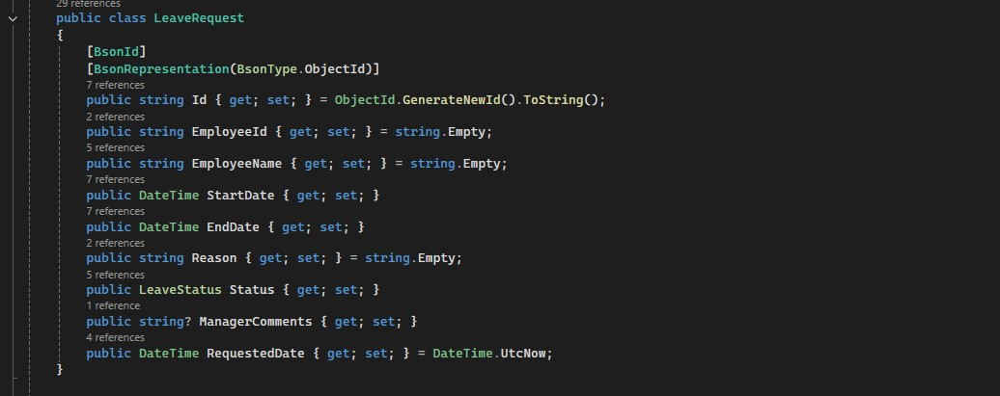 29 references
public class LeaveRequest
{
[BsonId]
[BsonRepresentation(BsonType.ObjectId)]
7 references
public string Id { get; set; } = ObjectId.GenerateNewId().ToString();
2 references
public string EmployeeId { get; set; } = string.Empty;
5 references
public string EmployeeName { get; set; } = string.Empty;
7 references
public DateTime StartDate { get; set; }
7 references
public DateTime EndDate { get; set; }
2 references
public string Reason { get; set; } = string.Empty;
5 references
public LeaveStatus Status { get; set; }
1 reference
public string? ManagerComments { get; set; }
4 references
public DateTime RequestedDate { get; set; } = DateTime.UtcNow;
}